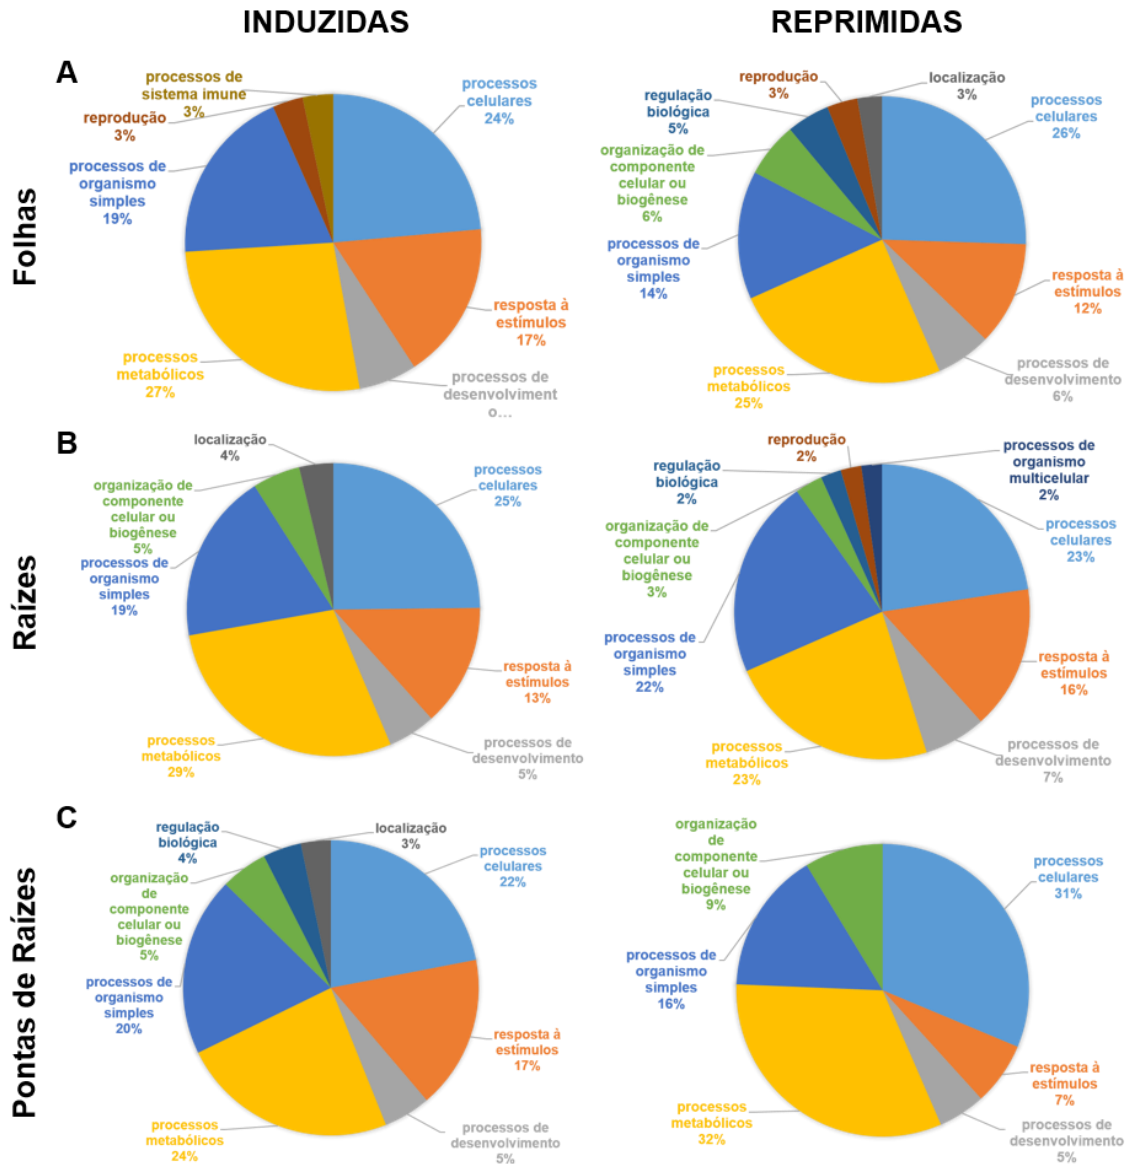 INDUZIDAS
REPRIMIDAS
A
Folhas
processos de
sistema imune
3%
reprodução
3%
processos de
organismo
simples
19%
processos
metabólicos
27%
processos
celulares
24%
resposta à
estímulos
17%
processos de
desenvolviment
o...
reprodução
3%
localização
3%
regulação
biológica
5%
organização de
componente
celular ou
biogênese
6%
processos de
organismo
simples
14%
processos
metabólicos
25%
processos
celulares
26%
resposta à
estímulos
12%
processos de
desenvolvimento
6%
B
Raízes
localização
4%
organização de
componente
celular ou
biogênese
5%
processos de
organismo
simples
19%
processos
metabólicos
29%
processos
celulares
25%
resposta à
estímulos
13%
processos de
desenvolvimento
5%
reprodução
2%
regulação
biológica
2%
organização de
componente
celular ou
biogênese
3%
processos de
organismo
simples
22%
processos
metabólicos
23%
processos de
organismo
multicelular
2%
processos
celulares
23%
resposta à
estímulos
16%
processos de
desenvolvimento
7%
C
Pontas de Raízes
regulação
biológica
4%
localização
3%
organização
de
componente
celular ou
biogênese
5%
processos de
organismo
simples
20%
processos
metabólicos
24%
processos
celulares
22%
resposta à
estímulos
17%
processos de
desenvolvimento
5%
organização
de
componente
celular ou
biogênese
9%
processos de
organismo
simples
16%
processos
metabólicos
32%
processos
celulares
31%
resposta à
estímulos
7%
processos de
desenvolvimento
5%